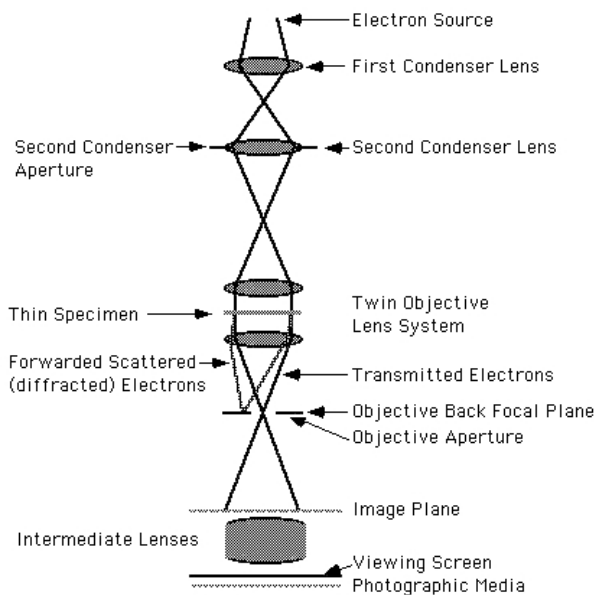 Electron Source
First Condenser Lens
Second Condenser
Aperture
Second Condenser Lens
Thin Specimen
Twin Objective
Lens System
Forwarded Scattered
(diffracted) Electrons
Transmitted Electrons
Objective Back Focal Plane
Objective Aperture
Image Plane
Intermediate Lenses
Viewing Screen
Photographic Media